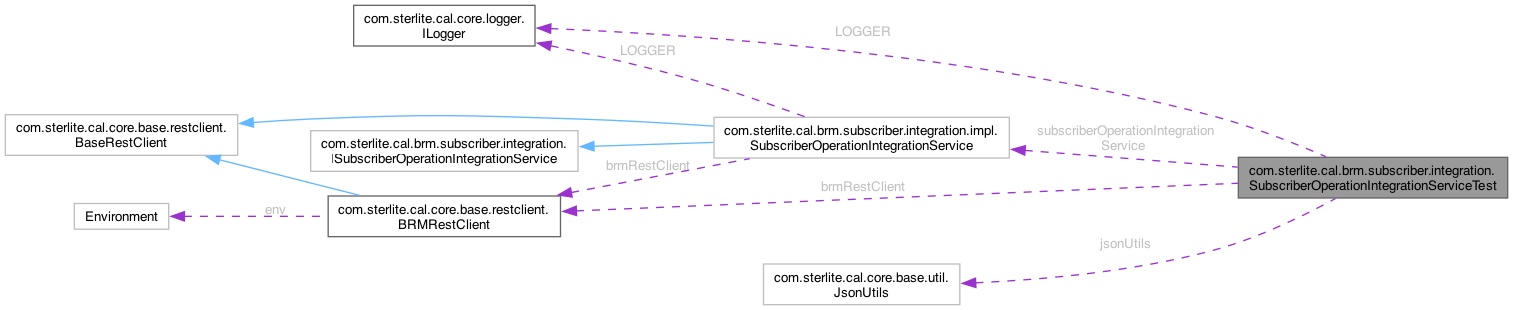 com.sterlite.cal.core.logger.
ILogger
LOGGER
LOGGER
com.sterlite.cal.core.base.restclient.
BaseRestClient
com.sterlite.cal.brm.subscriber.integration.
ISubscriberOperationIntegrationService
com.sterlite.cal.brm.subscriber.integration.impl.
SubscriberOperationIntegrationService
subscriberOperationIntegration
Service
brmRestClient
brmRestClient
com.sterlite.cal.brm.subscriber.integration.
SubscriberOperationIntegrationServiceTest
Environment
env
com.sterlite.cal.core.base.restclient.
BRMRestClient
jsonUtils
com.sterlite.cal.core.base.util.
JsonUtils